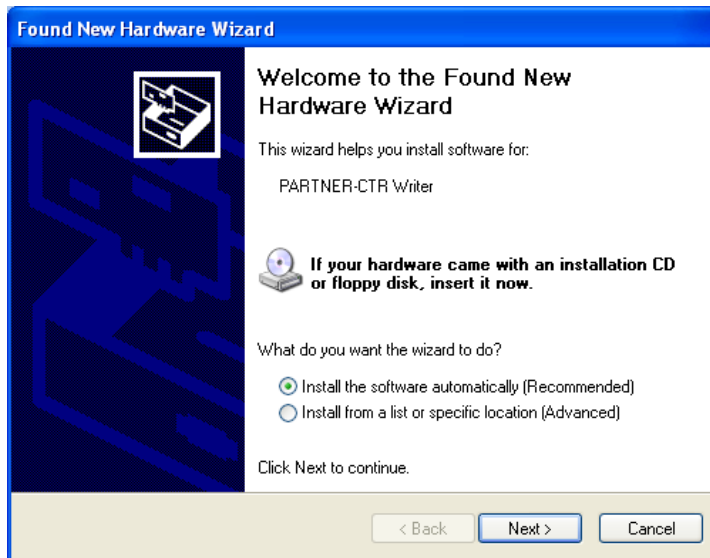 Found New Hardware Wizard
Welcome to the Found New
Hardware Wizard
This wizard helps you install software for:
PARTNER-CTR Writer
If your hardware came with an installation CD
or floppy disk, insert it now.
What do you want the wizard to do?
Install the software automatically (Recommended)
Install from a list or specific location (Advanced)
Click Next to continue.
< Back
Next >
Cancel